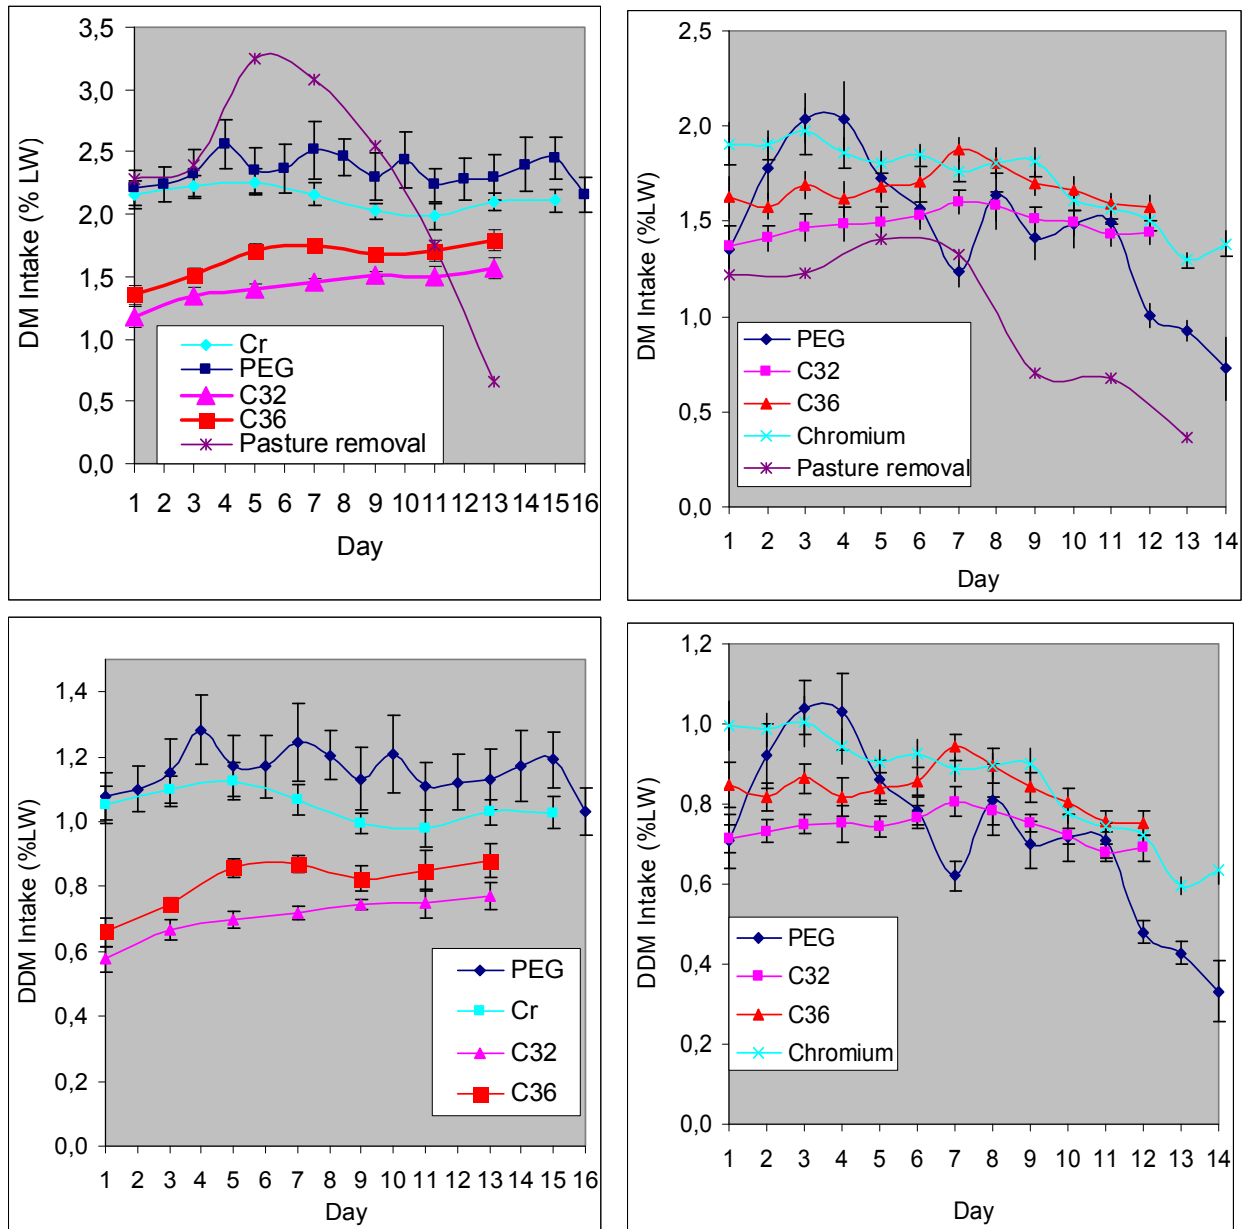 3,5
3,0
2,5
2,0
1,5
1,0
0,5
0,0
DM Intake (% LW)
Cr
PEG
C32
C36
Pasture removal
1 2 3 4 5 6 7 8 9 10 11 12 13 14 15 16
Day
2,5
2,0
1,5
1,0
0,5
0,0
DM Intake (%LW)
PEG
C32
C36
Chromium
Pasture removal
1 2 3 4 5 6 7 8 9 10 11 12 13 14
Day
1,4
1,2
1,0
0,8
0,6
0,4
0,2
0,0
DDM Intake (%LW)
PEG
Cr
C32
C36
1 2 3 4 5 6 7 8 9 10 11 12 13 14 15 16
Day
1,2
1,0
0,8
0,6
0,4
0,2
0,0
DDM Intake (%LW)
PEG
C32
C36
Chromium
1 2 3 4 5 6 7 8 9 10 11 12 13 14
Day